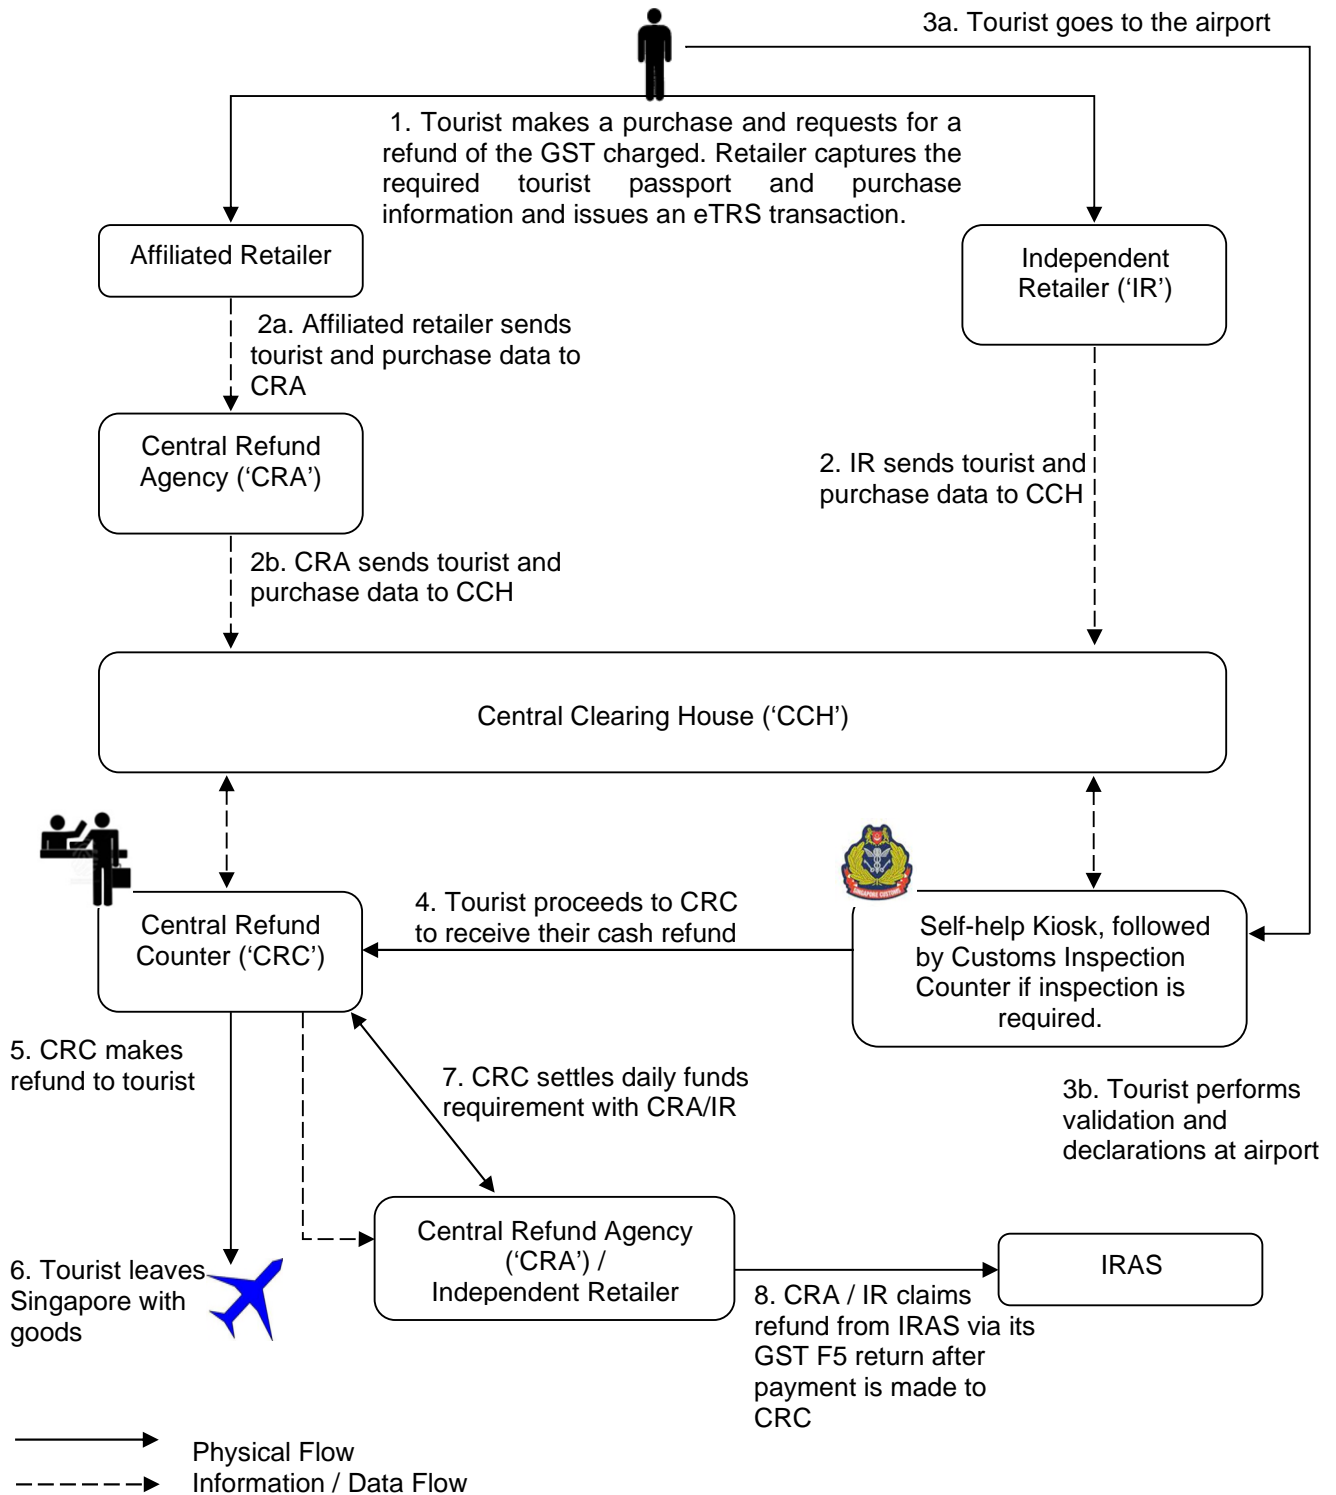 3a. Tourist goes to the airport
1. Tourist makes a purchase and requests for a
refund of the GST charged. Retailer captures the
required tourist passport and purchase
information and issues an eTRS transaction.
Affiliated Retailer
Independent
Retailer (‘IR’)
2a. Affiliated retailer sends
tourist and purchase data to
CRA
Central Refund
Agency (‘CRA’)
2. IR sends tourist and
purchase data to CCH
2b. CRA sends tourist and
purchase data to CCH
Central Clearing House (‘CCH’)
SINGAPORE CUSTOMS
Central Refund
Counter (‘CRC’)
4. Tourist proceeds to CRC
to receive their cash refund
Self-help Kiosk, followed
by Customs Inspection
Counter if inspection is
required.
5. CRC makes
refund to tourist
7. CRC settles daily funds
requirement with CRA/IR
3b. Tourist performs
validation and
declarations at airport
6. Tourist leaves
Singapore with
goods
Central Refund Agency
(‘CRA’) /
Independent Retailer
IRAS
8. CRA / IR claims
refund from IRAS via its
GST F5 return after
payment is made to
CRC
Physical Flow
Information / Data Flow